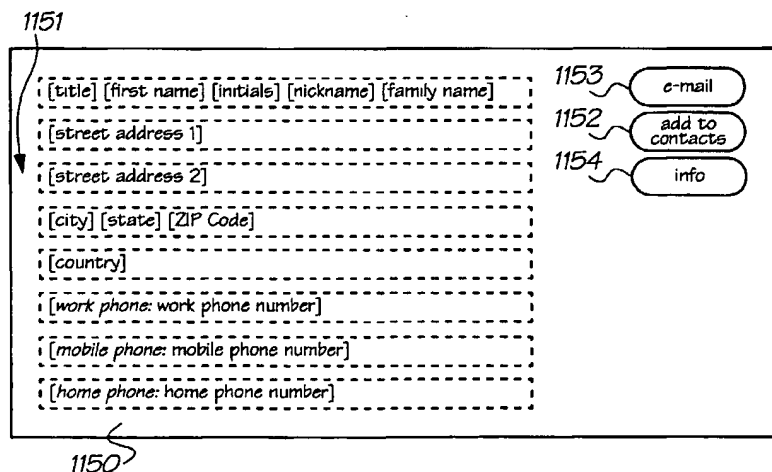 1151
[title] [first name] [initials] [nickname] [family name]
[street address 1]
[street address 2]
[city] [state] [ZIP Code]
[country]
[work phone: work phone number]
[mobile phone: mobile phone number]
[home phone: home phone number]
1153
e-mail
1152
add to
contacts
1154
info
1150